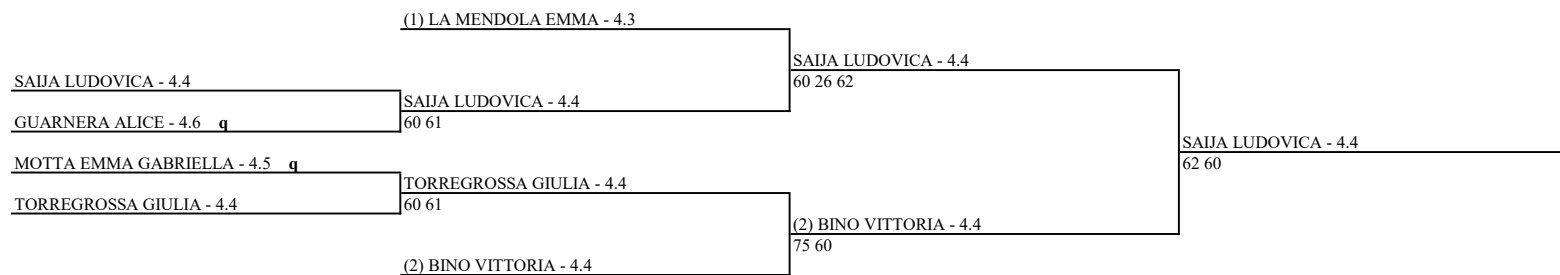 (1) LA MENDOLA EMMA - 4.3
SAIJA LUDOVICA - 4.4
60 26 62
SAIJA LUDOVICA - 4.4
SAIJA LUDOVICA - 4.4
60 61
GUARNERA ALICE - 4.6 q
SAIJA LUDOVICA - 4.4
62 60
MOTTA EMMA GABRIELLA - 4.5 q
TORREGROSSA GIULIA - 4.4
60 61
TORREGROSSA GIULIA - 4.4
(2) BINO VITTORIA - 4.4
75 60
(2) BINO VITTORIA - 4.4